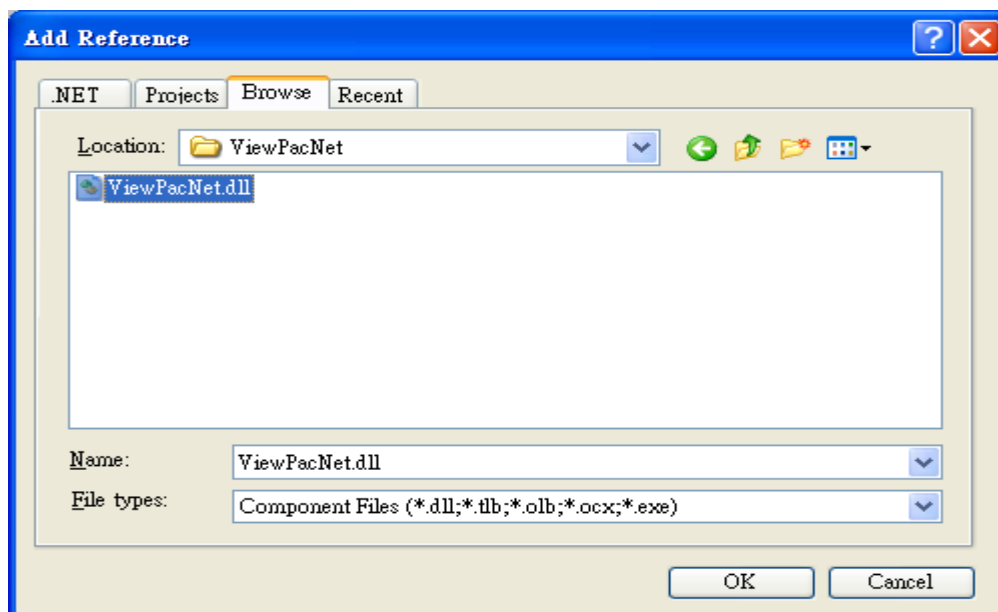 Add Reference
.NET Projects Browse Recent
Location: ViewPacNet
ViewPacNet.dll
Name: ViewPacNet.dll
File types: Component Files (*.dll;*.tlb;*.olb;*.ocx;*.exe)
OK Cancel